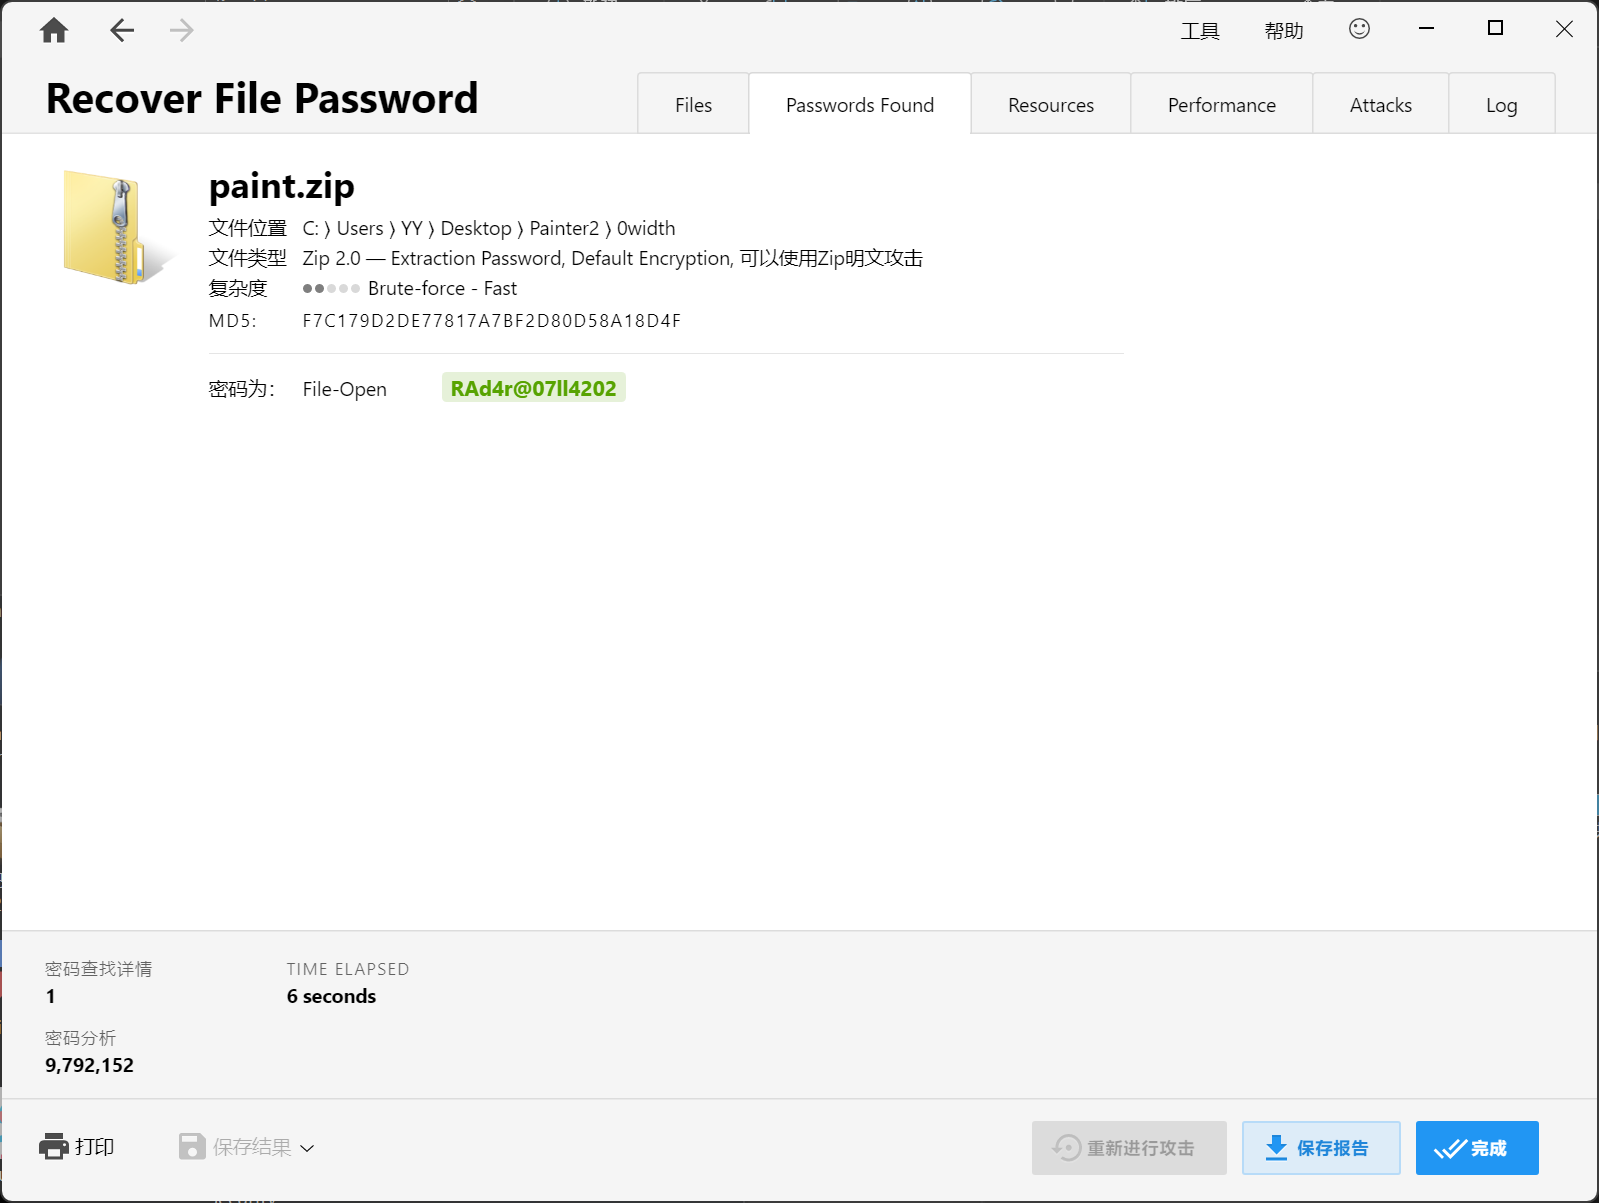 工具 帮助
Recover File Password
Files Passwords Found Resources Performance Attacks Log
paint.zip
文件位置 C: ⟩ Users ⟩ YY ⟩ Desktop ⟩ Painter2 ⟩ 0width
文件类型 Zip 2.0 — Extraction Password, Default Encryption, 可以使用Zip明文攻击
复杂度 Brute-force - Fast
MD5: F7C179D2DE77817A7BF2D80D58A18D4F
密码为： File-Open RAd4r@07ll4202
密码查找详情 TIME ELAPSED
1 6 seconds
密码分析
9,792,152
打印 保存结果 重新进行攻击 保存报告 完成